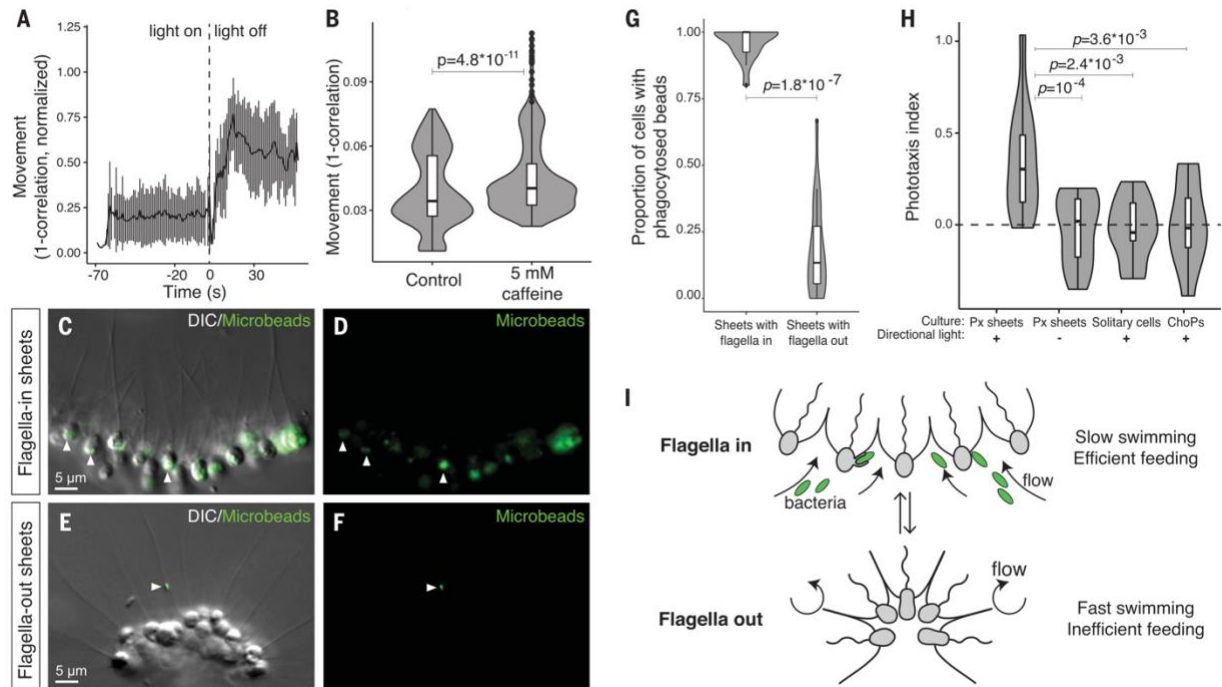 A
light on
light off
Movement
(1-correlation, normalized)
1.25
1.00
0.75
0.50
0.25
0.00
-70
0
30
Time (s)
B
p=4.8*10-11
Movement (1-correlation)
0.09
0.06
0.03
Control
5 mM
caffeine
C
DIC/Microbeads
Flagella-in sheets
5 µm
D
Microbeads
E
DIC/Microbeads
Flagella-out sheets
5 µm
F
Microbeads
G
Proportion of cells with
phagocytosed beads
1.00
0.75
0.50
0.25
0.00
p=1.8*10-7
Sheets with
flagella in
Sheets with
flagella out
H
Phototaxis index
1.0
0.5
0.0
p=3.6*10-3
p=2.4*10-3
p=10-4
Culture: Px sheets Px sheets Solitary cells ChoPs
Directional light: + - + +
I
Flagella in
bacteria
flow
Slow swimming
Efficient feeding
Flagella out
flow
Fast swimming
Inefficient feeding